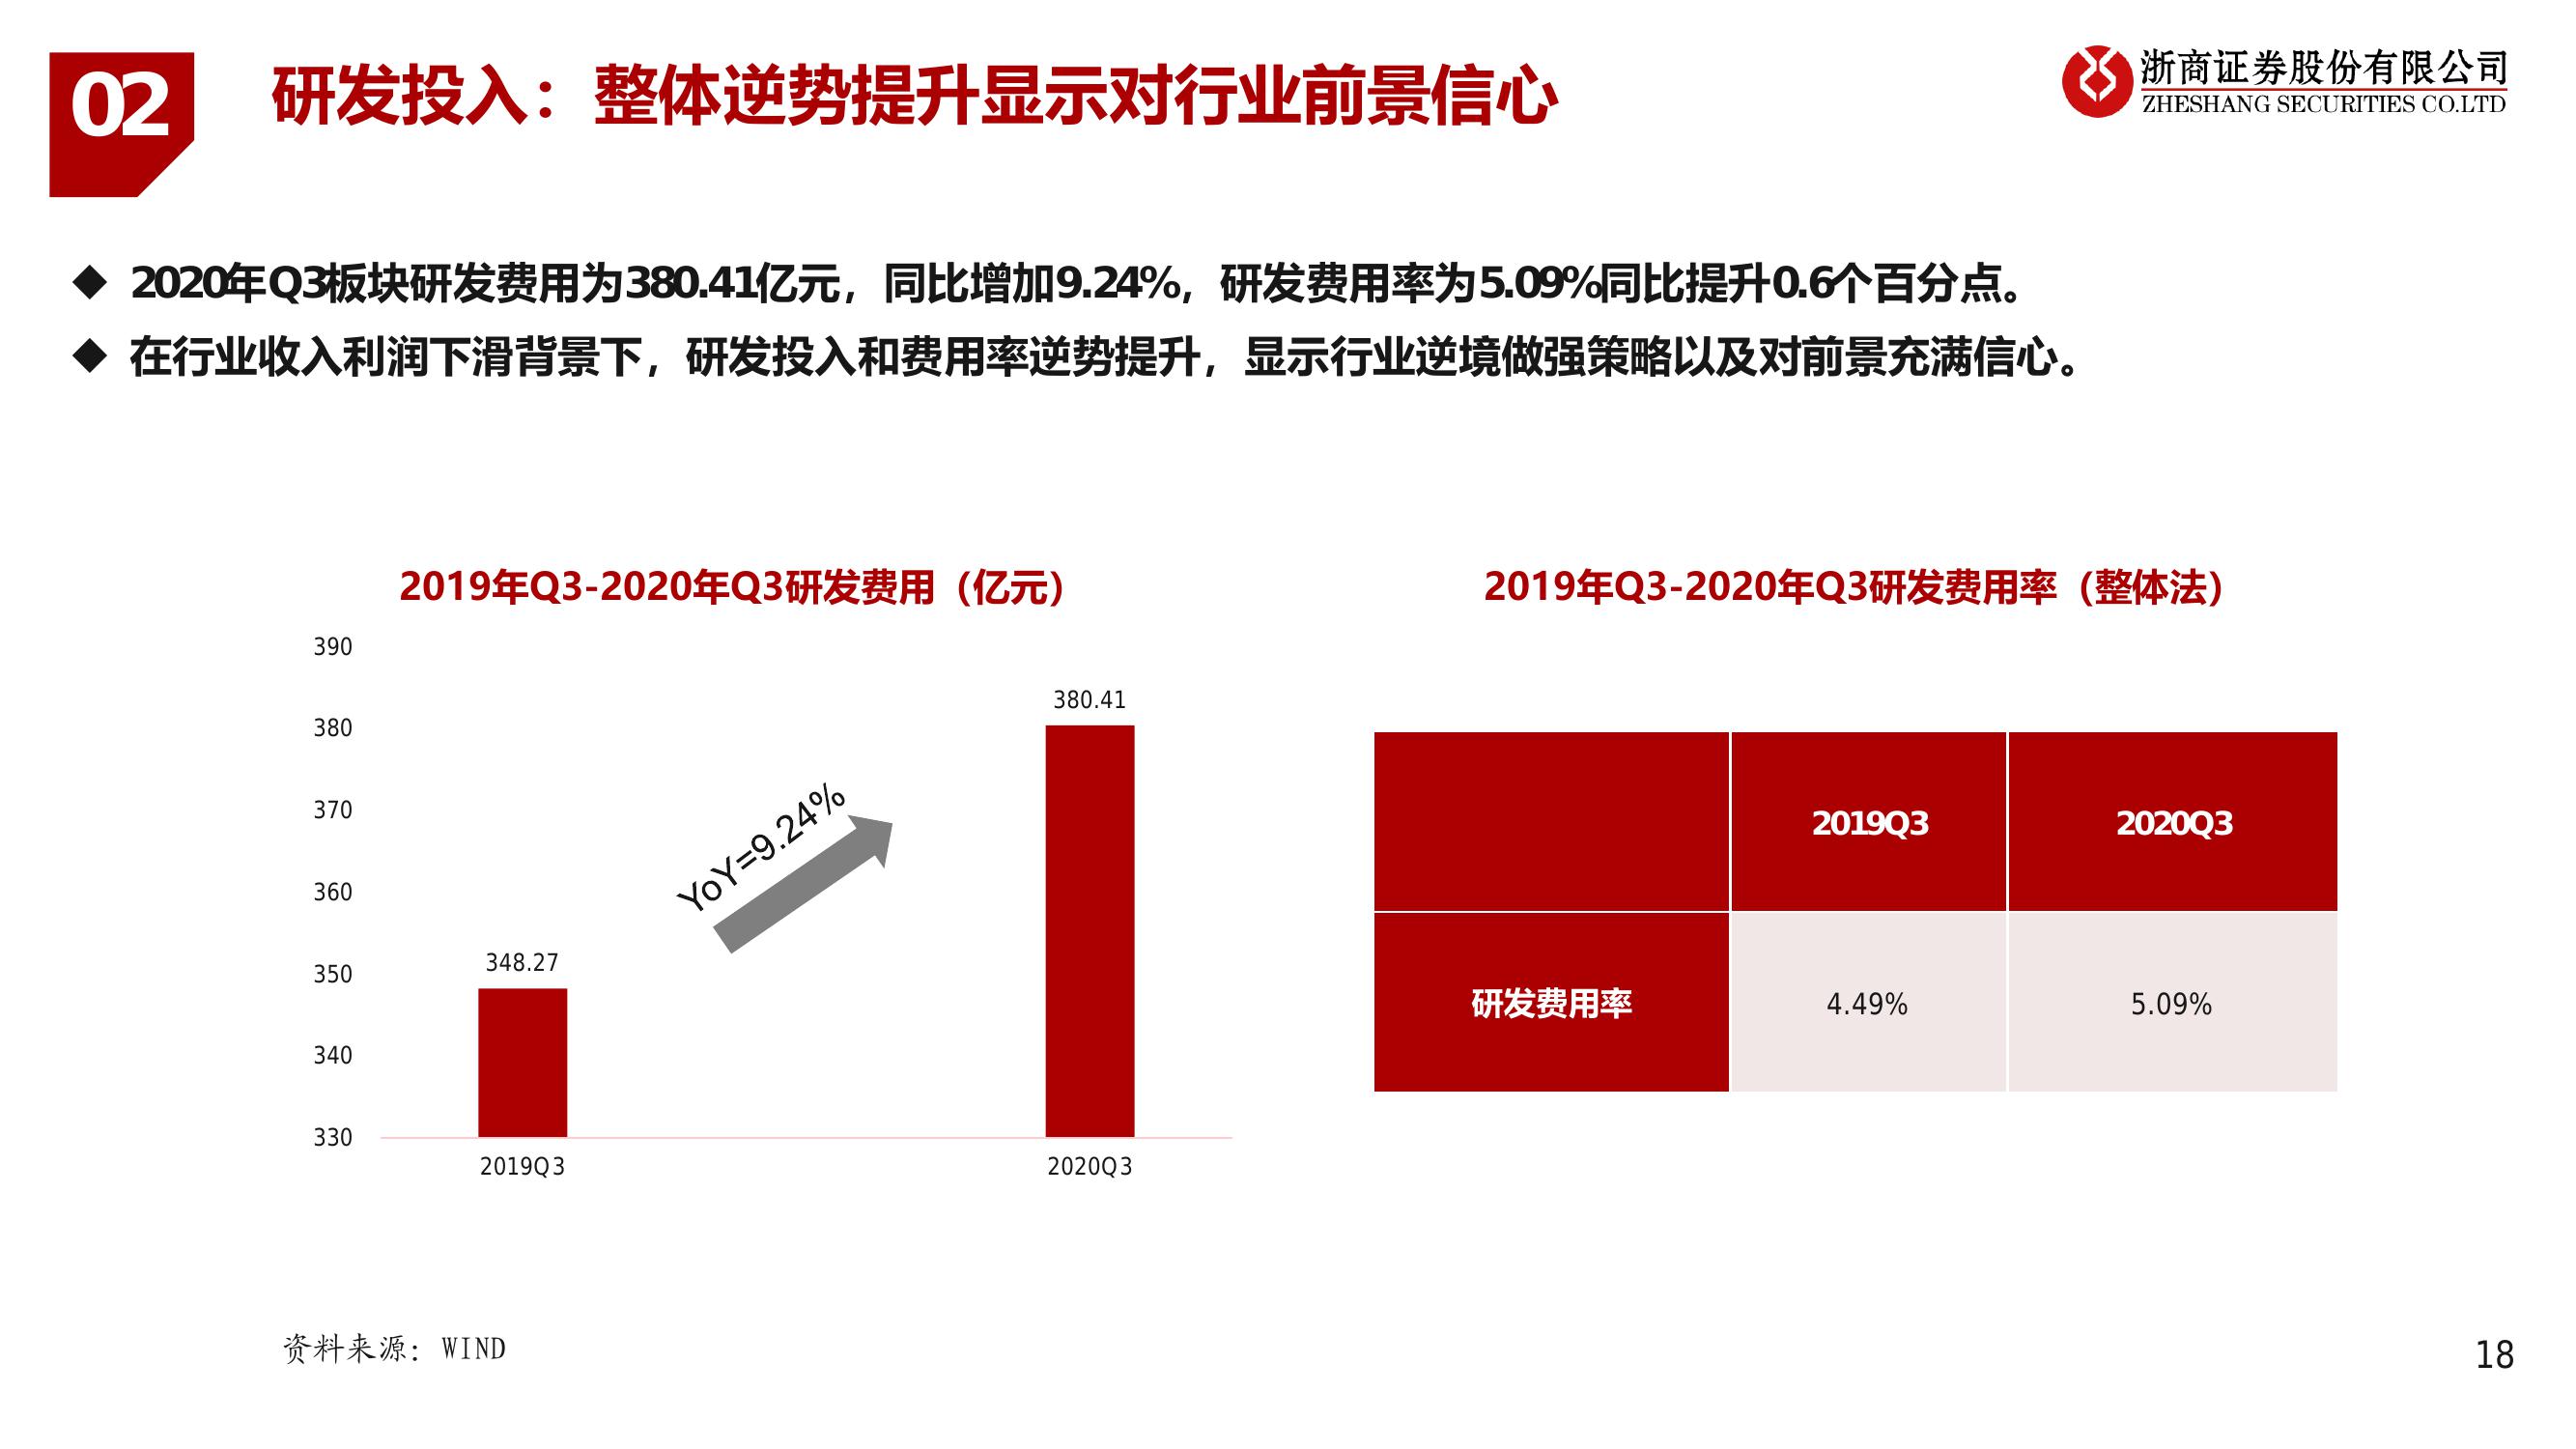 02
研发投入：整体逆势提升显示对行业前景信心
浙商证券股份有限公司
ZHESHANG SECURITIES CO.LTD
◆ 2020年Q3板块研发费用为380.41亿元，同比增加9.24%，研发费用率为5.09%同比提升0.6个百分点。
◆ 在行业收入利润下滑背景下，研发投入和费用率逆势提升，显示行业逆境做强策略以及对前景充满信心。
2019年Q3-2020年Q3研发费用（亿元）
390
380
370
360
350
340
330
348.27
380.41
YoY=9.24%
2019Q3
2020Q3
2019年Q3-2020年Q3研发费用率（整体法）
2019Q3 2020Q3
研发费用率 4.49% 5.09%
资料来源：WIND
18